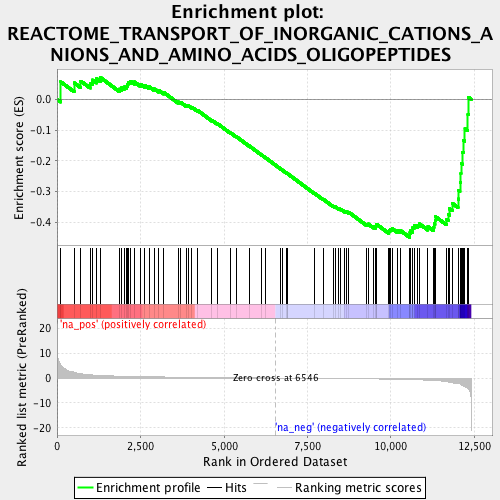 Enrichment plot:
REACTOME_TRANSPORT_OF_INORGANIC_CATIONS_A
NIONS_AND_AMINO_ACIDS_OLIGOPEPTIDES
Enrichment score (ES)
0.1
0.0
-0.1
-0.2
-0.3
-0.4
'na_pos' (positively correlated)
Ranked list metric (PreRanked)
20
10
0
-10
-20
Zero cross at 6546
'na_neg' (negatively correlated)
0
2,500
5,000
7,500
10,000
12,500
Rank in Ordered Dataset
Enrichment profile
Hits
Ranking metric scores